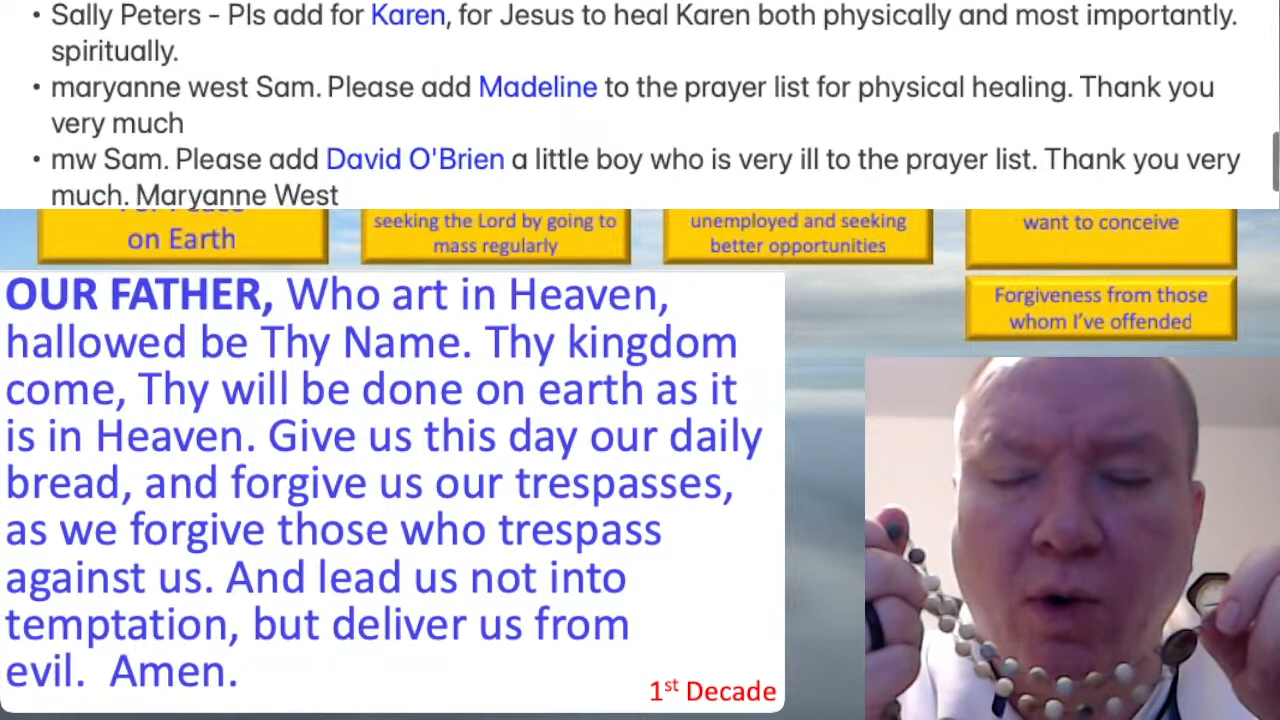 • Sally Peters - Pls add for Karen, for Jesus to heal Karen both physically and most importantly.
spiritually.
• maryanne west Sam. Please add Madeline to the prayer list for physical healing. Thank you
very much
• mw Sam. Please add David O'Brien a little boy who is very ill to the prayer list. Thank you very
much. Maryanne West
on Earth
seeking the Lord by going to
mass regularly
unemployed and seeking
better opportunities
want to conceive
Forgiveness from those
whom I've offended
OUR FATHER, Who art in Heaven,
hallowed be Thy Name. Thy kingdom
come, Thy will be done on earth as it
is in Heaven. Give us this day our daily
bread, and forgive us our trespasses,
as we forgive those who trespass
against us. And lead us not into
temptation, but deliver us from
evil. Amen.
1st Decade